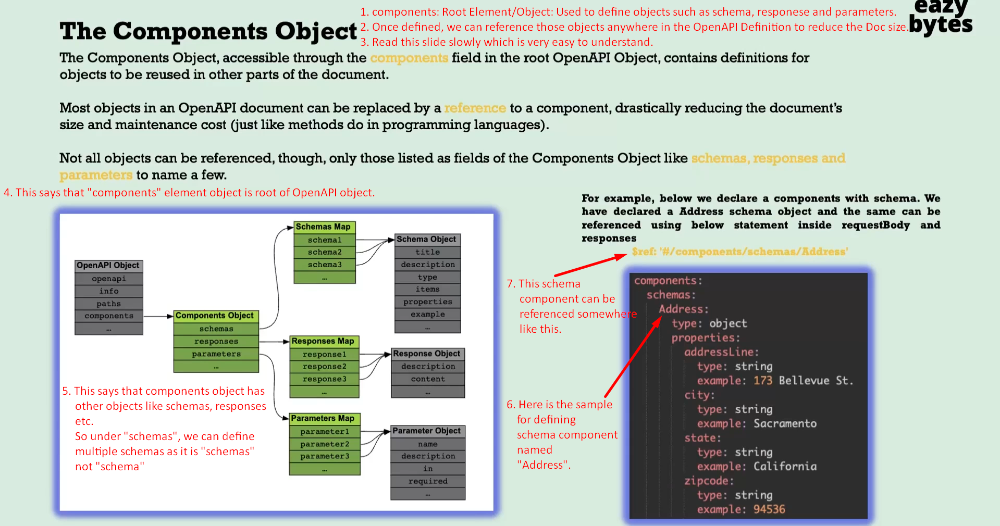 1. components: Root Element/Object: Used to define objects such as schema, responese and parameters.
2. Once defined, we can reference those objects anywhere in the OpenAPI Definition to reduce the Doc size.
3. Read this slide slowly which is very easy to understand.
eazy
bytes
The Components Object
The Components Object, accessible through the components field in the root OpenAPI Object, contains definitions for
objects to be reused in other parts of the document.
Most objects in an OpenAPI document can be replaced by a reference to a component, drastically reducing the document's
size and maintenance cost (just like methods do in programming languages).
Not all objects can be referenced, though, only those listed as fields of the Components Object like schemas, responses and
parameters to name a few.
4. This says that "components" element object is root of OpenAPI object.
OpenAPI Object
openapi
info
paths
components
...
Components Object
schemas
responses
parameters
...
Schemas Map
schema1
schema2
schema3
...
Schema Object
title
description
type
items
properties
example
...
Responses Map
response1
response2
response3
...
Response Object
description
content
...
Parameters Map
parameter1
parameter2
parameter3
...
Parameter Object
name
description
in
required
...
5. This says that components object has
other objects like schemas, responses
etc.
So under "schemas", we can define
multiple schemas as it is "schemas"
not "schema"
For example, below we declare a components with schema. We
have declared a Address schema object and the same can be
referenced using below statement inside requestBody and
responses
$ref: '#/components/schemas/Address'
7. This schema
component can be
referenced somewhere
like this.
6. Here is the sample
for defining
schema component
named
"Address".
components:
schemas:
Address:
type: object
properties:
addressLine:
type: string
example: 173 Bellevue St.
city:
type: string
example: Sacramento
state:
type: string
example: California
zipcode:
type: string
example: 94536